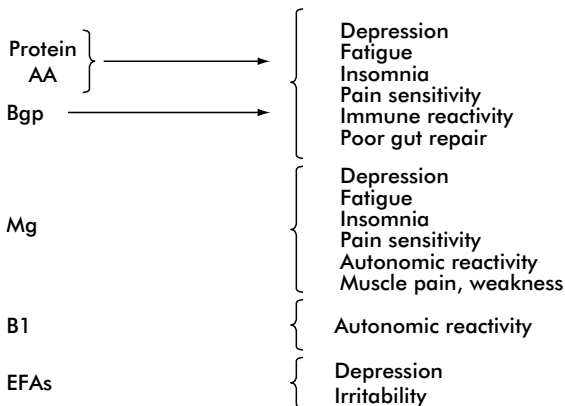 Protein
AA
Bgp
Depression
Fatigue
Insomnia
Pain sensitivity
Immune reactivity
Poor gut repair
Mg
Depression
Fatigue
Insomnia
Pain sensitivity
Autonomic reactivity
Muscle pain, weakness
B1
Autonomic reactivity
EFAs
Depression
Irritability